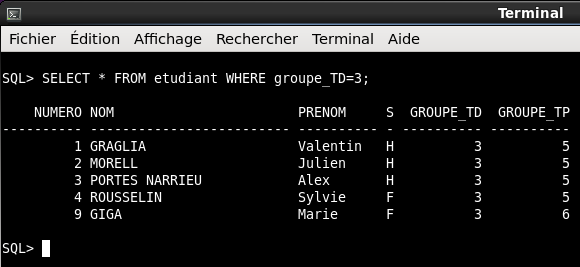 Terminal
Fichier Édition Affichage Rechercher Terminal Aide
SQL> SELECT * FROM etudiant WHERE groupe_TD=3;
NUMERO NOM PRENOM S GROUPE_TD GROUPE_TP
---------- ------------------------- ---------- - ---------- ----------
1 GRAGLIA Valentin H 3 5
2 MORELL Julien H 3 5
3 PORTES NARRIEU Alex H 3 5
4 ROUSSELIN Sylvie F 3 5
9 GIGA Marie F 3 6
SQL>